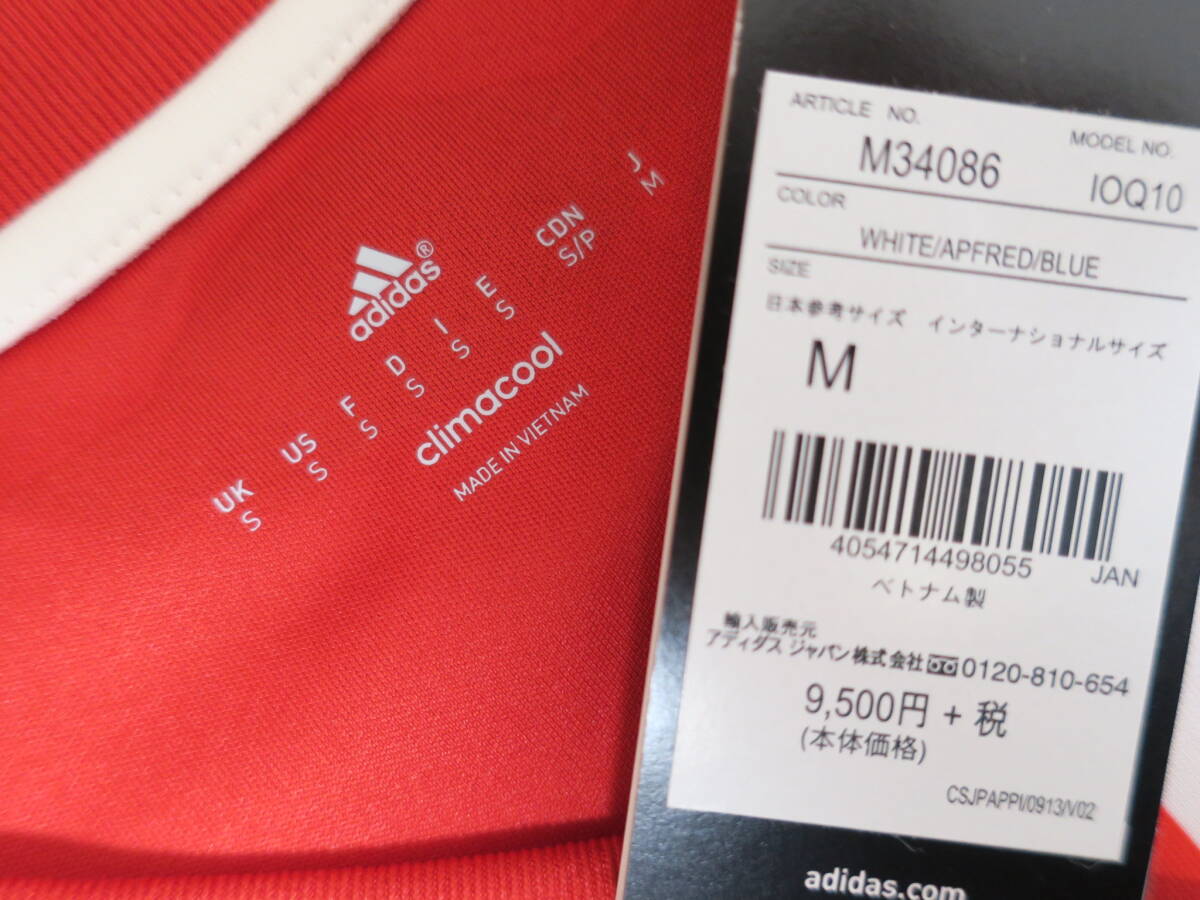 adidas®
UK US F D I E CDN J
S S S S S S S/P M
climacool
MADE IN VIETNAM
ARTICLE NO. MODEL NO.
M34086 IOQ10
COLOR
WHITE/APFRED/BLUE
SIZE
日本参考サイズ インターナショナルサイズ
M
4054714498055 JAN
ベトナム製
輸入販売元
アディダス ジャパン株式会社 0120-810-654
9,500円 + 税
(本体価格)
CSJPAPPI/0913/V02
adidas.com